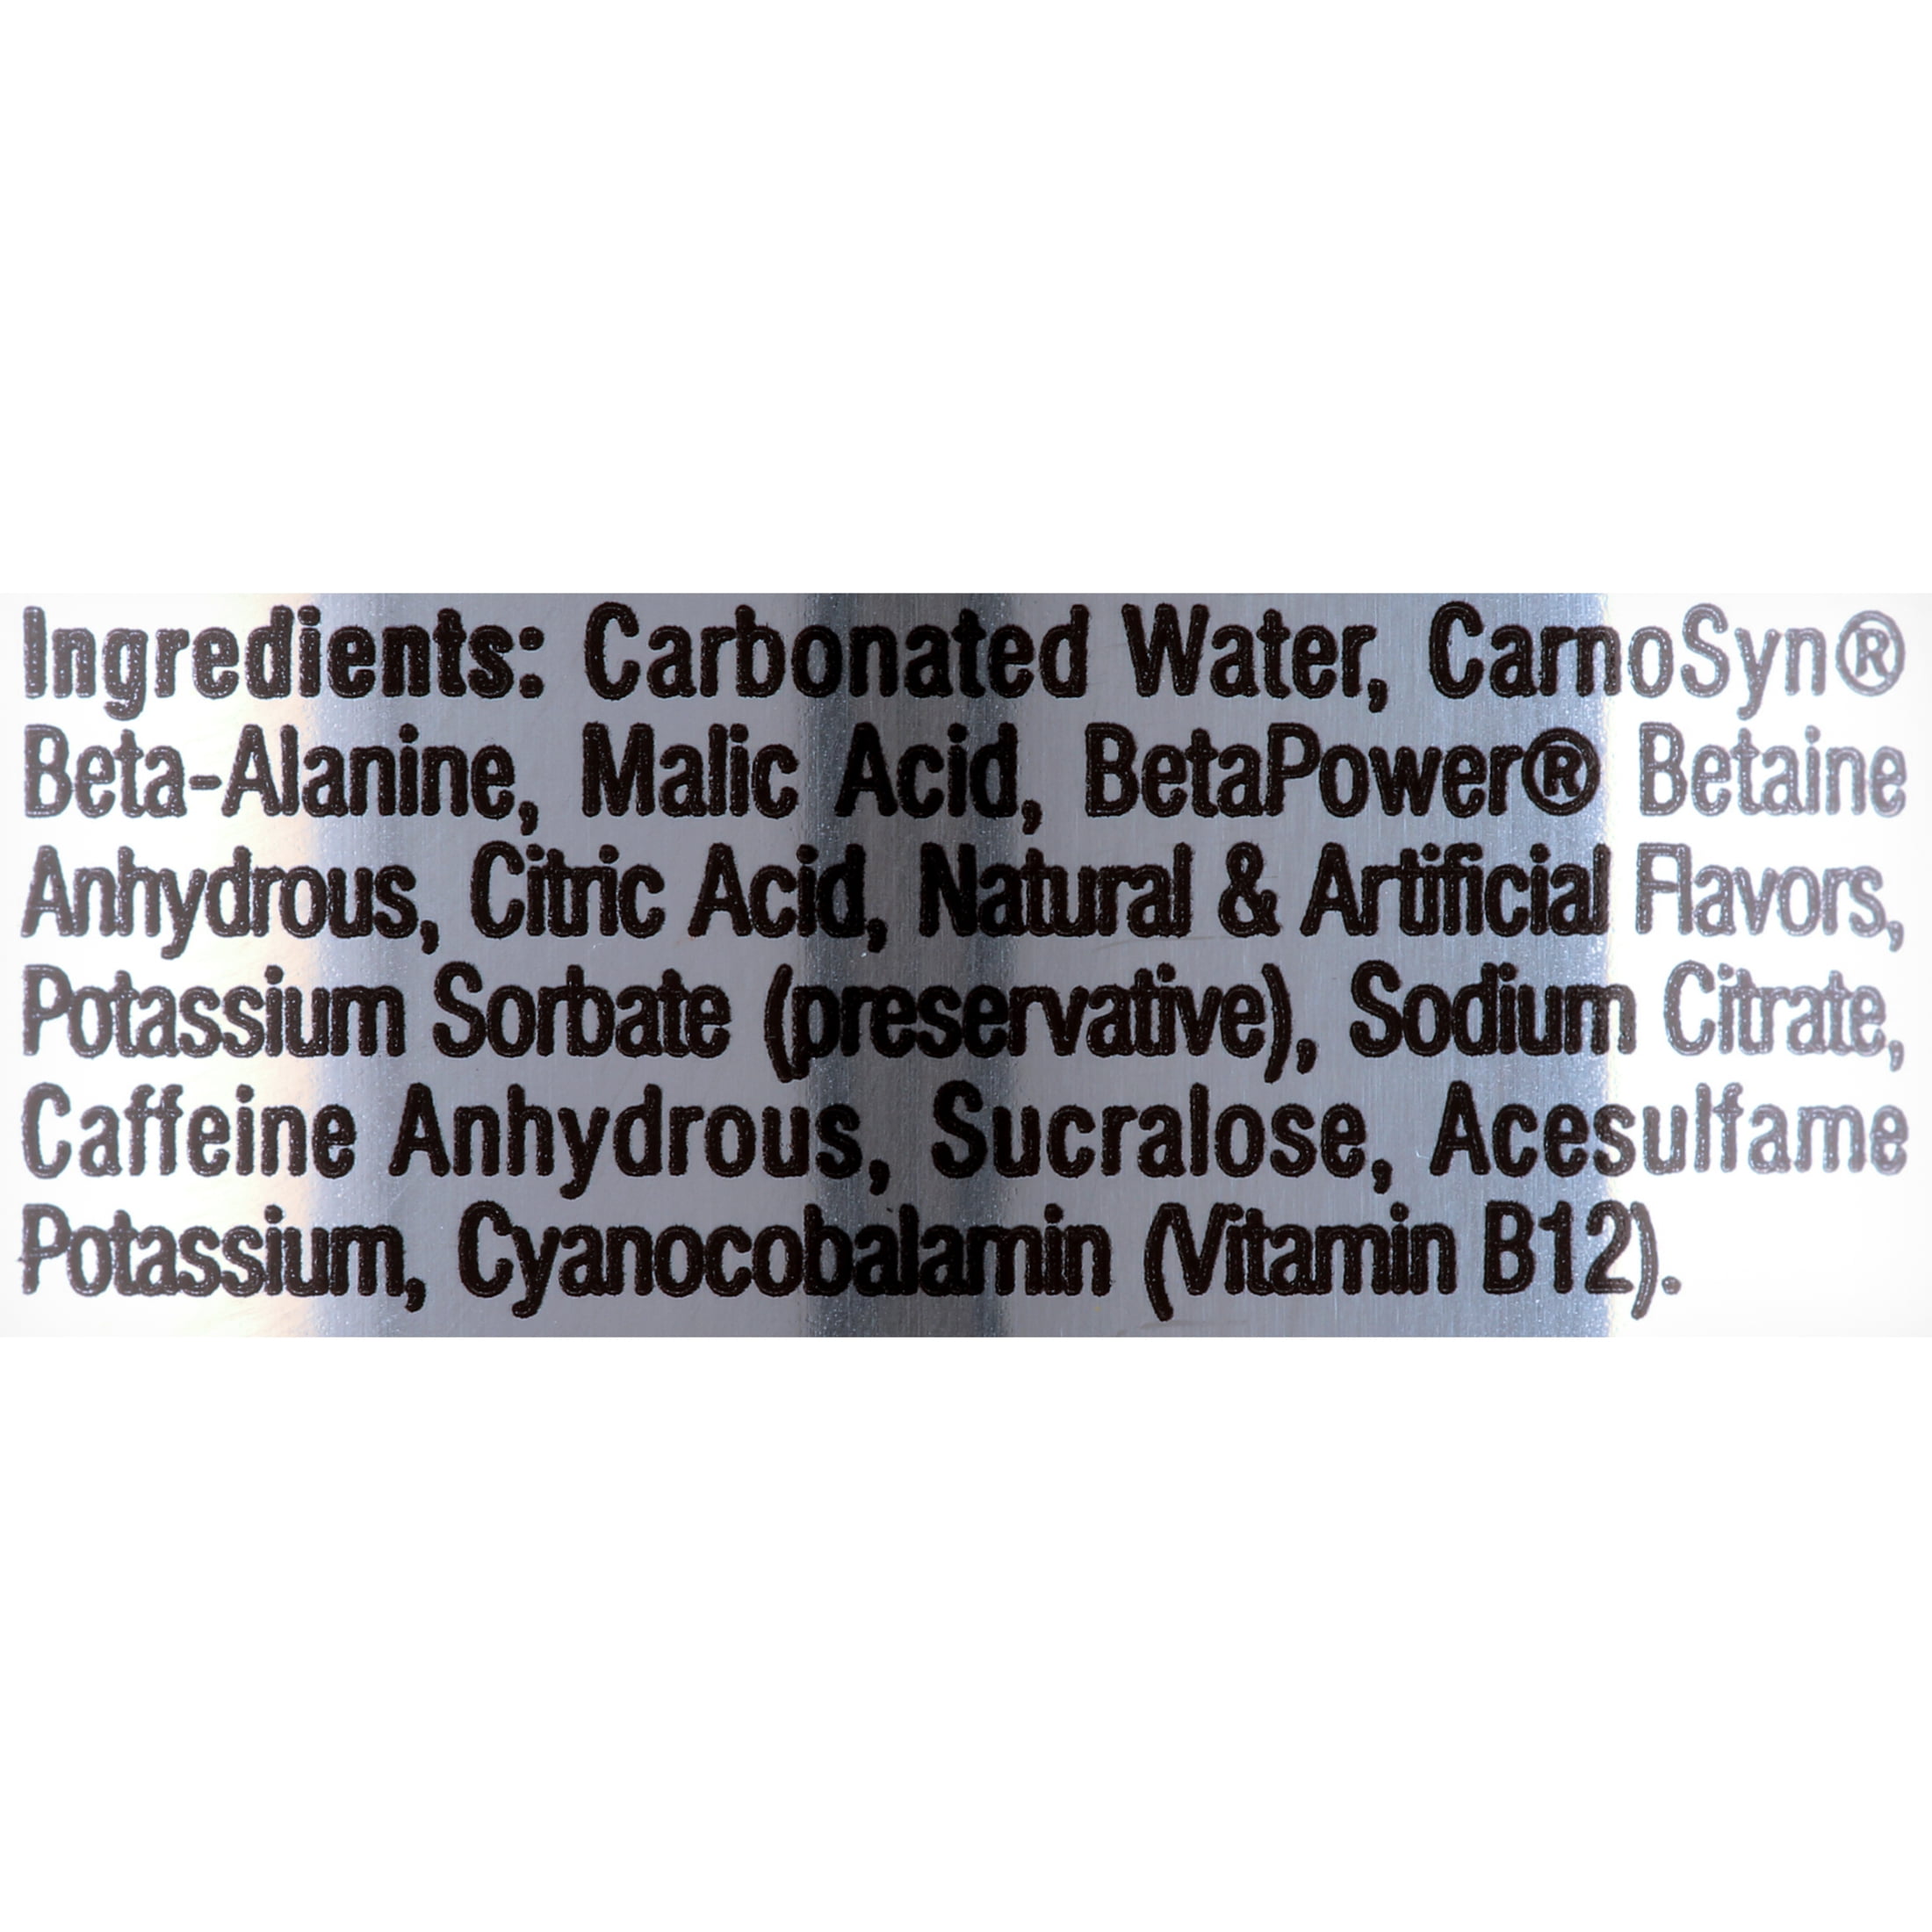 Ingredients: Carbonated Water, CarnoSyn®
Beta-Alanine, Malic Acid, BetaPower® Betaine
Anhydrous, Citric Acid, Natural & Artificial Flavors,
Potassium Sorbate (preservative), Sodium Citrate,
Caffeine Anhydrous, Sucralose, Acesulfame
Potassium, Cyanocobalamin (Vitamin B12).